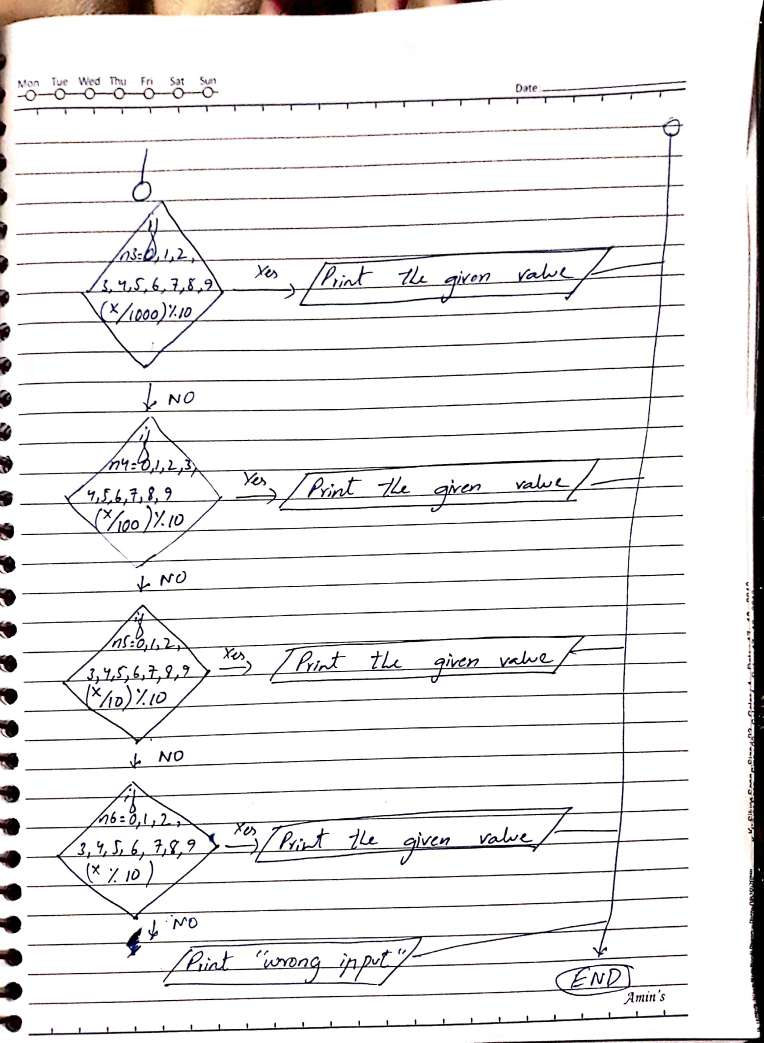 Mon Tue Wed Thu Fri Sat Sun
Date
if
n3=0,1,2,
3,4,5,6,7,8,9
(x/1000)%10
Yes
Print the given value
NO
if
n4=0,1,2,3,
4,5,6,7,8,9
(x/100)%10
Yes
Print the given value
NO
if
n5=0,1,2,
3,4,5,6,7,8,9
(x/10)%10
Yes
Print the given value
NO
if
n6=0,1,2,
3,4,5,6,7,8,9
(x%10)
Yes
Print the given value
NO
Print "wrong input"
END
Amin's